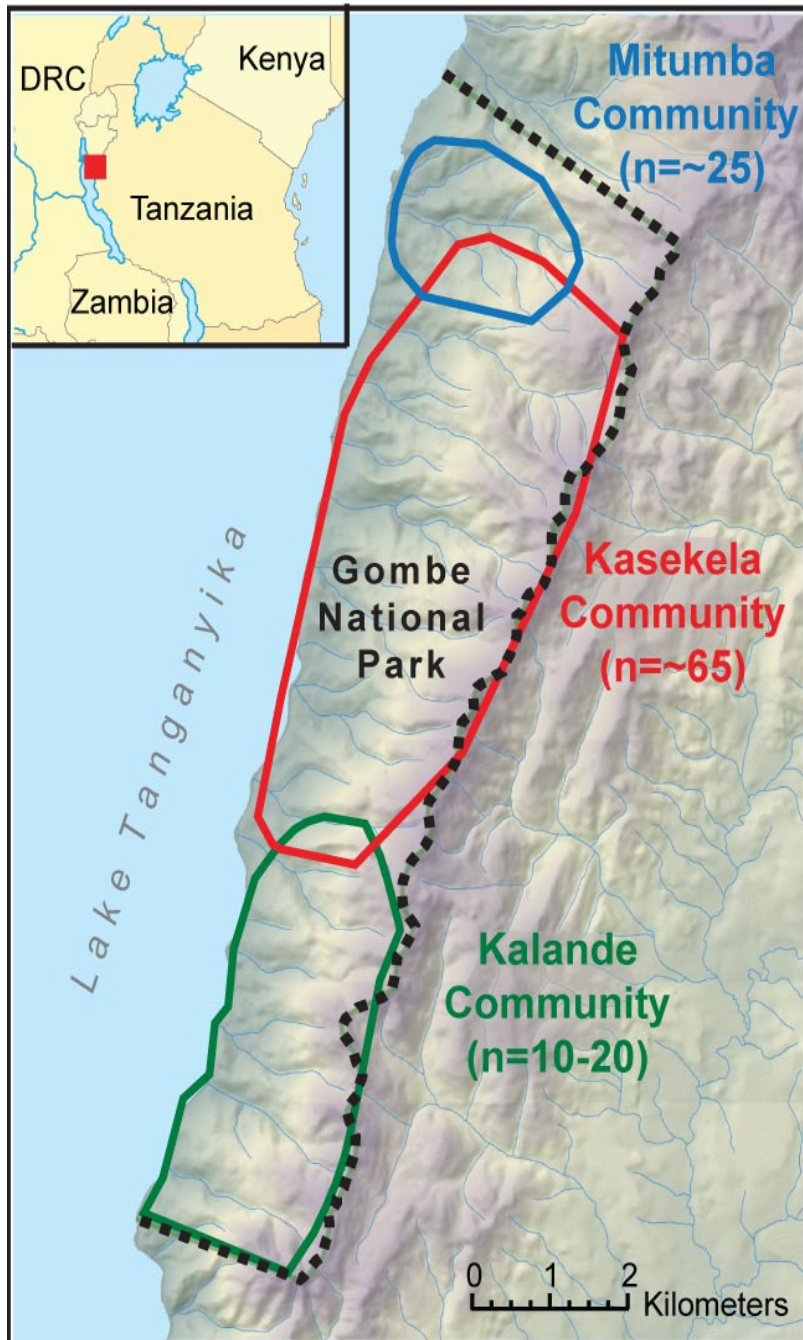 DRC
Kenya
Tanzania
Zambia
Mitumba
Community
(n=~25)
Gombe
National
Park
Kasekela
Community
(n=~65)
Lake Tanganyika
Kalande
Community
(n=10-20)
0 1 2
Kilometers